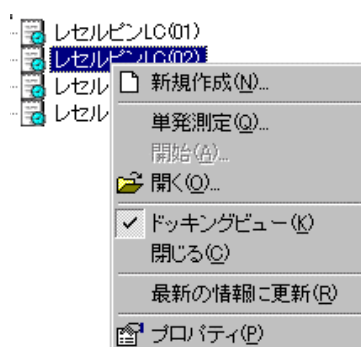 レセルピンLC(01)
レセルピンLC(02)
レセル
レセル
新規作成(N)...
単発測定(Q)...
開始(A)...
開く(O)...
ドッキングビュー(K)
閉じる(C)
最新の情報に更新(R)
プロパティ(P)